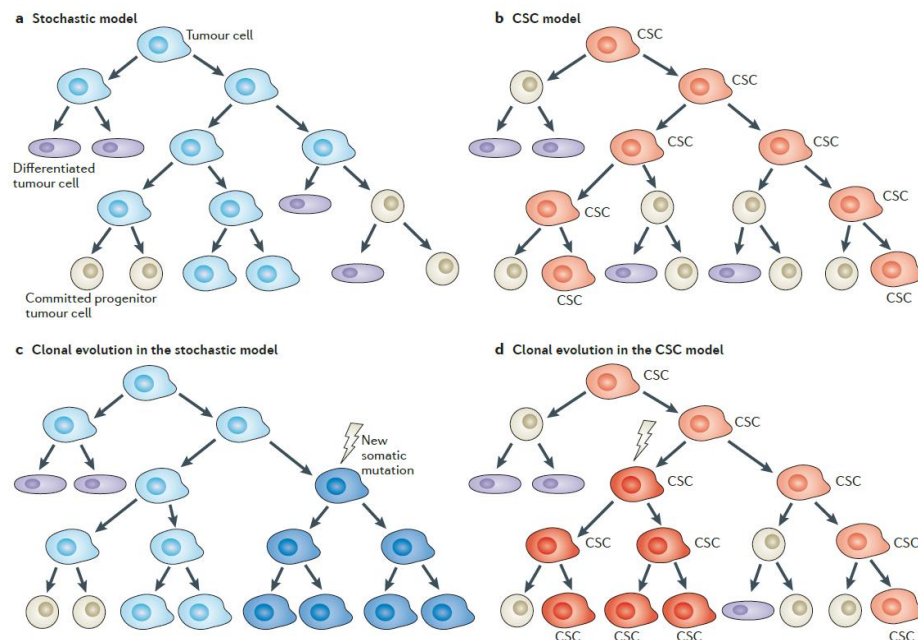 a Stochastic model
Tumour cell
Differentiated
tumour cell
Committed progenitor
tumour cell
b CSC model
CSC
CSC
CSC
CSC
CSC
CSC
CSC
CSC
c Clonal evolution in the stochastic model
New
somatic
mutation
d Clonal evolution in the CSC model
CSC
CSC
CSC
CSC
CSC
CSC
CSC
CSC
CSC
CSC
CSC